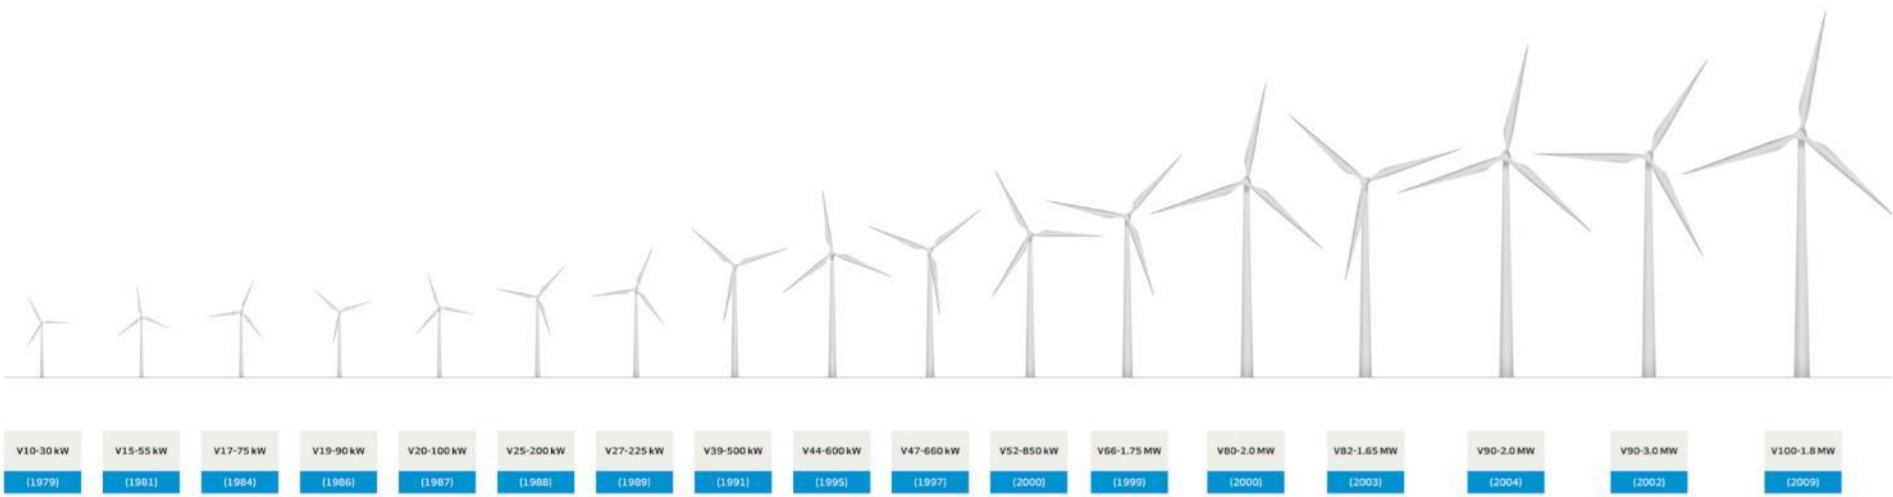 V10-30 kW
(1979)
V15-55 kW
(1981)
V17-75 kW
(1984)
V19-90 kW
(1986)
V20-100 kW
(1987)
V25-200 kW
(1988)
V27-225 kW
(1989)
V39-500 kW
(1991)
V44-600 kW
(1995)
V47-660 kW
(1997)
V52-850 kW
(2000)
V66-1.75 MW
(1999)
V80-2.0 MW
(2000)
V82-1.65 MW
(2003)
V90-2.0 MW
(2004)
V90-3.0 MW
(2002)
V100-1.8 MW
(2009)